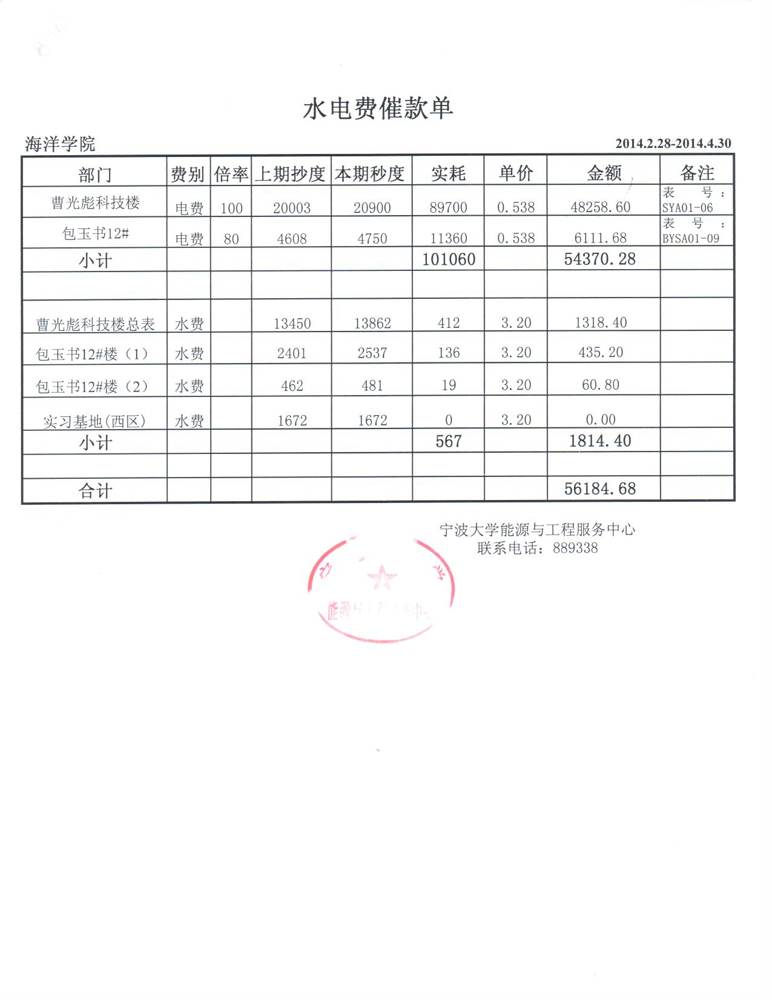 水电费催款单
海洋学院 2014.2.28-2014.4.30
部门 费别 倍率 上期抄度 本期秒度 实耗 单价 金额 备注
曹光彪科技楼 电费 100 20003 20900 89700 0.538 48258.60 表号：SYA01-06
包玉书12# 电费 80 4608 4750 11360 0.538 6111.68 表号：BYSA01-09
小计 101060 54370.28
曹光彪科技楼总表 水费 13450 13862 412 3.20 1318.40
包玉书12#楼（1） 水费 2401 2537 136 3.20 435.20
包玉书12#楼（2） 水费 462 481 19 3.20 60.80
实习基地(西区) 水费 1672 1672 0 3.20 0.00
小计 567 1814.40
合计 56184.68
宁波大学能源与工程服务中心
联系电话：889338
能源与工程 务中心